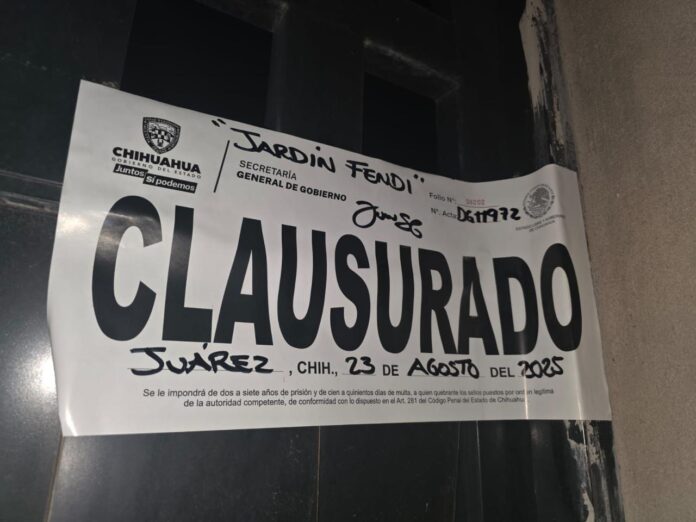 "JARDIN FENDI"
CHIHUAHUA
GOBIERNO DEL ESTADO
Juntos Sí podemos
SECRETARÍA
GENERAL DE GOBIERNO
Folio N°:
N°. Acta DG11972
CLAUSURADO
JUÁREZ, CHIH., 23 DE AGOSTO DEL 2025
Se le impondrá de dos a siete años de prisión y de cien a quinientos días de multa, a quien quebrante los sellos puestos por orden legítima
de la autoridad competente, de conformidad con lo dispuesto en el Art. 281 del Código Penal del Estado de Chihuahua